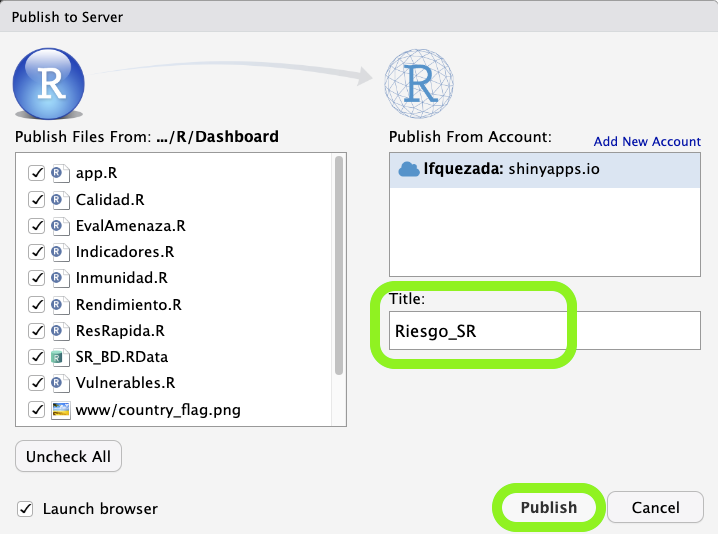 Publish to Server
R
R
Publish Files From: .../R/Dashboard
app.R
Calidad.R
EvalAmenaza.R
Indicadores.R
Inmunidad.R
Rendimiento.R
ResRapida.R
SR_BD.RData
Vulnerables.R
www/country_flag.png
Uncheck All
Launch browser
Publish From Account:
Add New Account
lfquezada: shinyapps.io
Title:
Riesgo_SR
Publish
Cancel